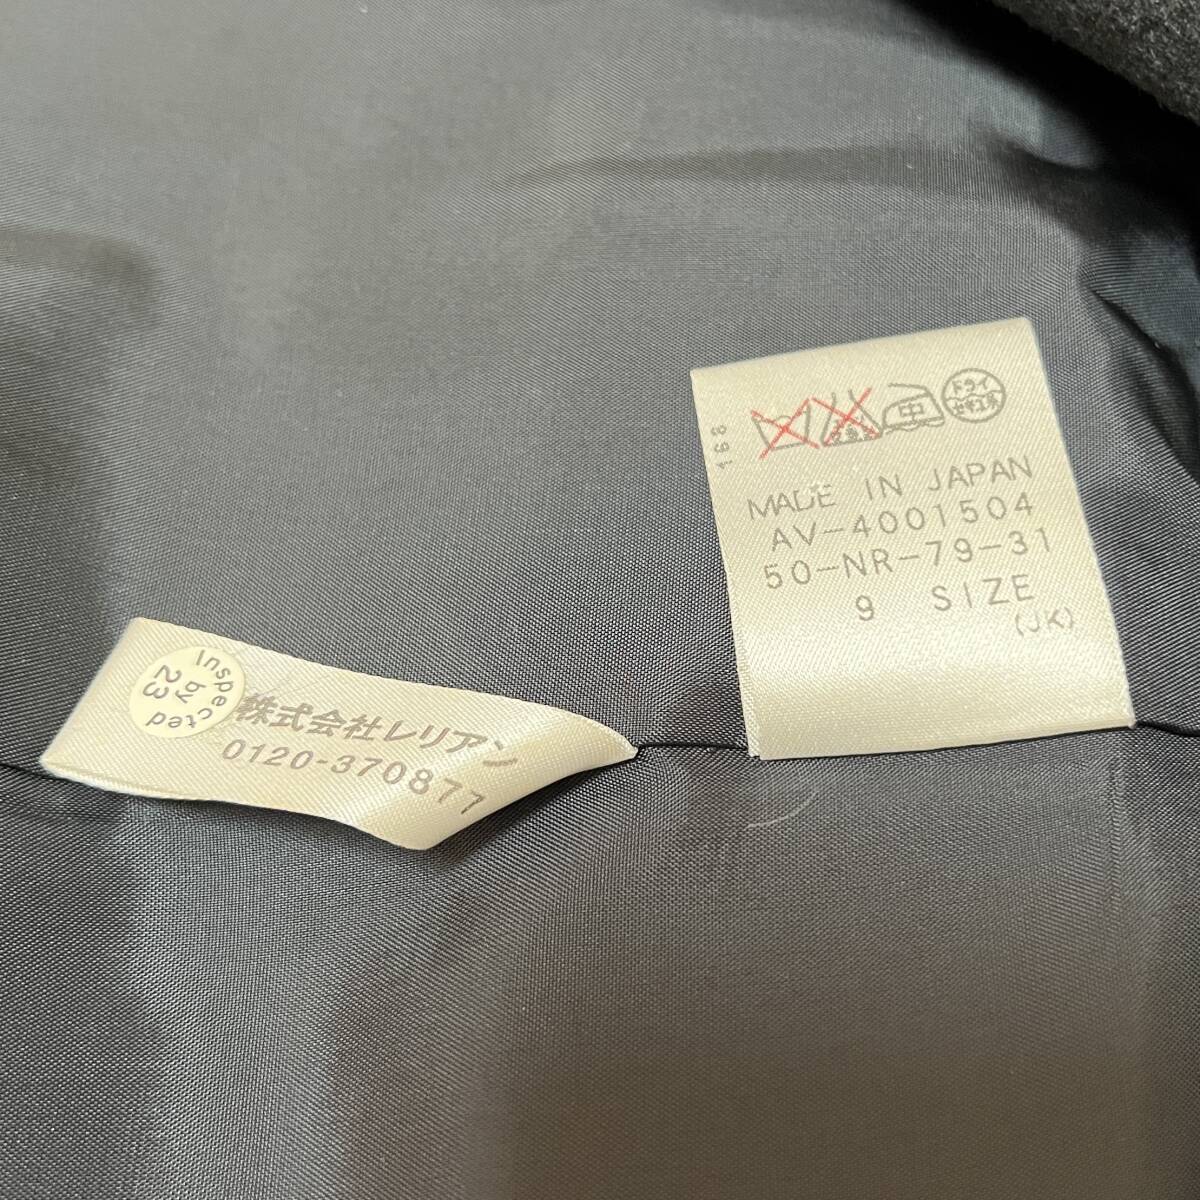 Inspected
by
23
株式会社レリアン
0120-370877
168
中
ドライ
MADE IN JAPAN
AV-4001504
50-NR-79-31
9 SIZE
(JK)